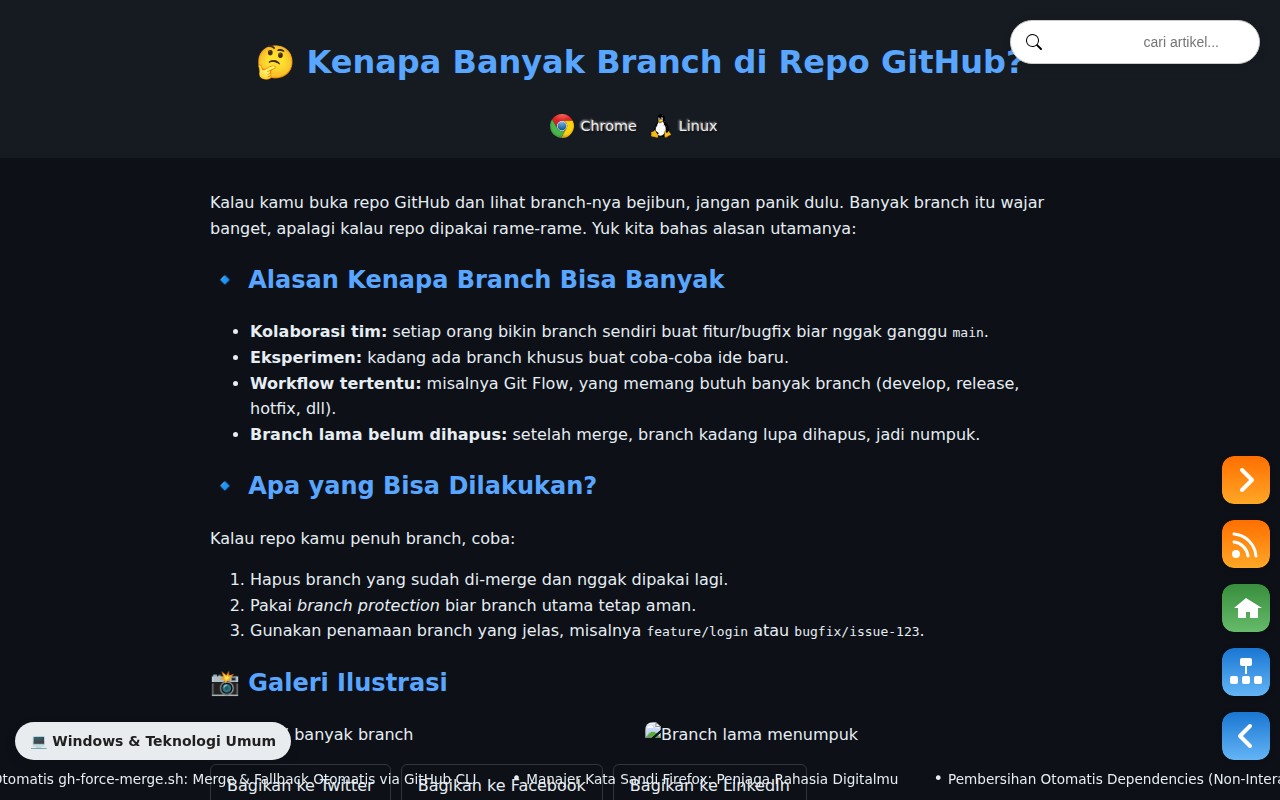 🤔 Kenapa Banyak Branch di Repo GitHub?
cari artikel...
Chrome Linux
Kalau kamu buka repo GitHub dan lihat branch-nya bejibun, jangan panik dulu. Banyak branch itu wajar
banget, apalagi kalau repo dipakai rame-rame. Yuk kita bahas alasan utamanya:
🔹 Alasan Kenapa Branch Bisa Banyak
• Kolaborasi tim: setiap orang bikin branch sendiri buat fitur/bugfix biar nggak ganggu main.
• Eksperimen: kadang ada branch khusus buat coba-coba ide baru.
• Workflow tertentu: misalnya Git Flow, yang memang butuh banyak branch (develop, release,
hotfix, dll).
• Branch lama belum dihapus: setelah merge, branch kadang lupa dihapus, jadi numpuk.
🔹 Apa yang Bisa Dilakukan?
Kalau repo kamu penuh branch, coba:
1. Hapus branch yang sudah di-merge dan nggak dipakai lagi.
2. Pakai branch protection biar branch utama tetap aman.
3. Gunakan penamaan branch yang jelas, misalnya feature/login atau bugfix/issue-123.
📸 Galeri Ilustrasi
banyak branch
Branch lama menumpuk
💻 Windows & Teknologi Umum
Bagikan ke Twitter
Bagikan ke Facebook
Bagikan ke LinkedIn
Otomatis gh-force-merge.sh: Merge & Fallback Otomatis via GitHub CLI • Manajer Kata Sandi Firefox: Penjaga Rahasia Digitalmu • Pembersihan Otomatis Dependencies